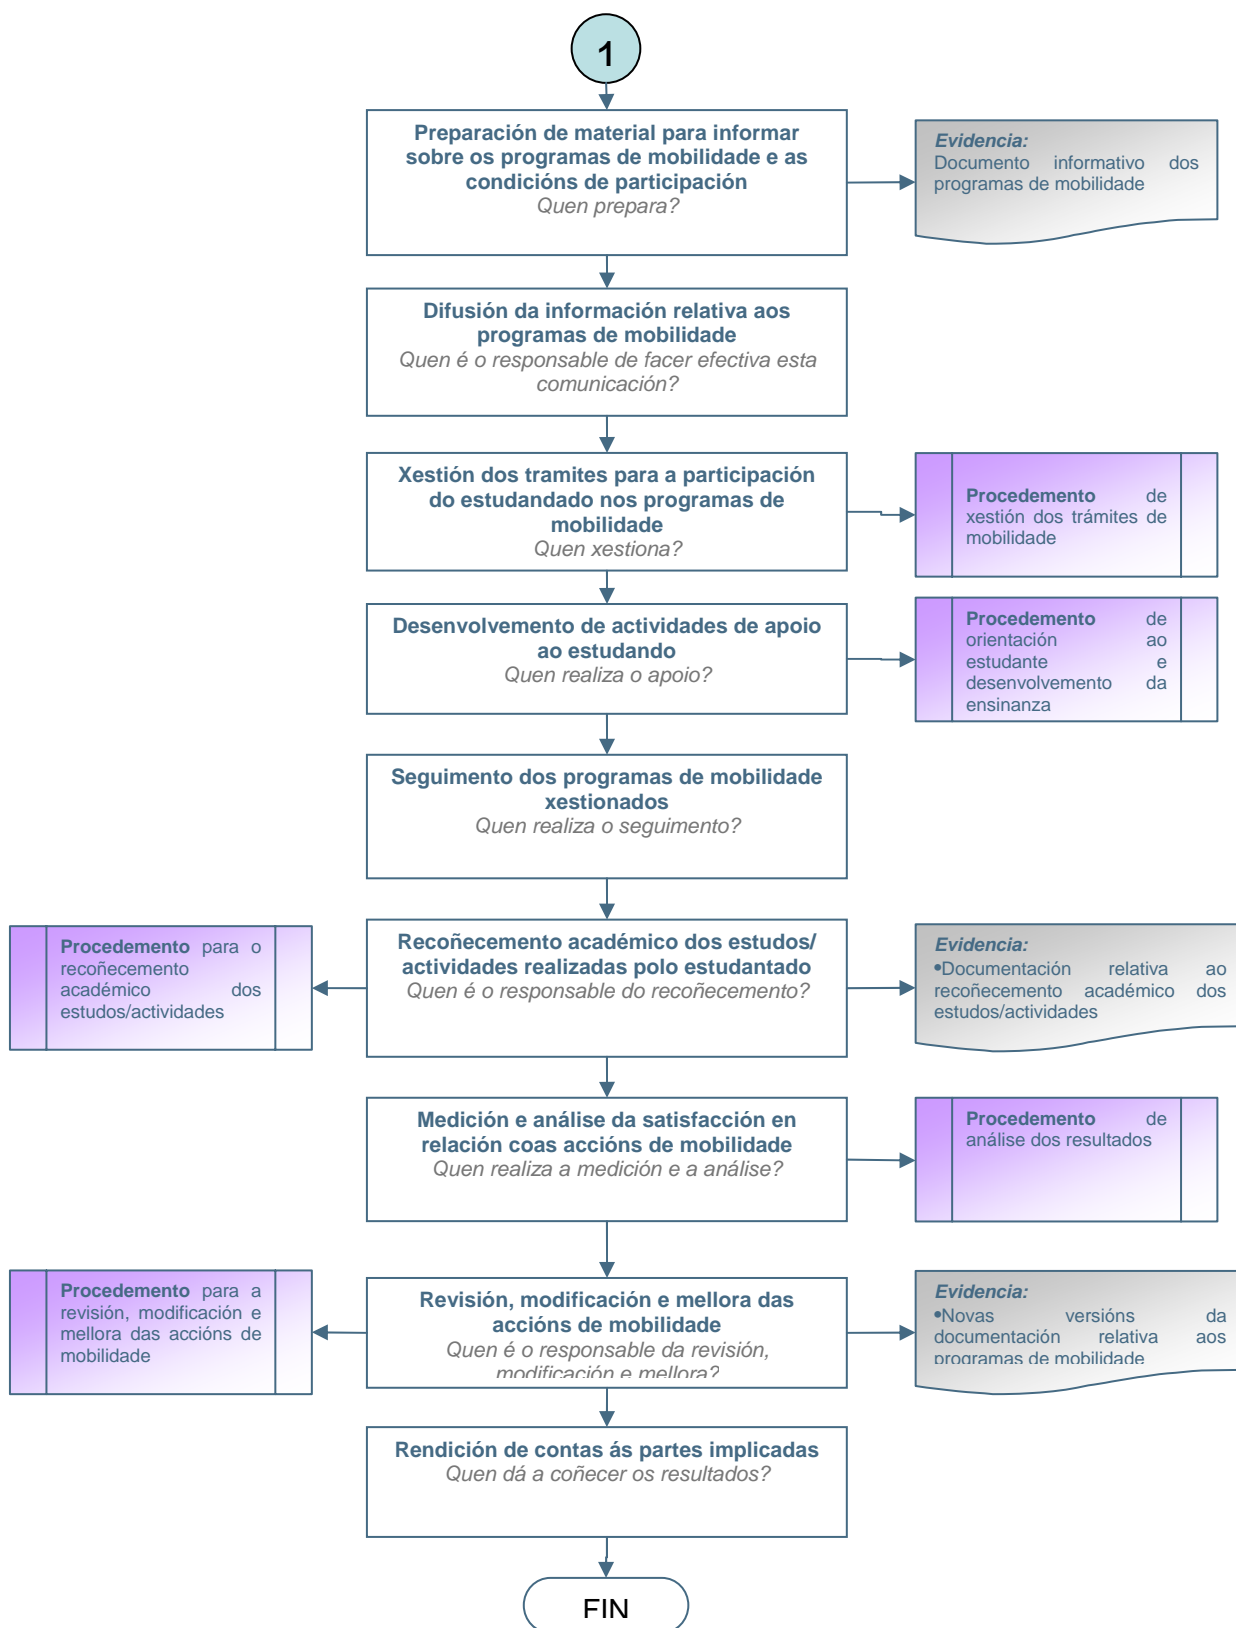 1
Preparación de material para informar
sobre os programas de mobilidade e as
condicións de participación
Quen prepara?
Evidencia:
Documento informativo dos
programas de mobilidade
Difusión da información relativa aos
programas de mobilidade
Quen é o responsable de facer efectiva esta
comunicación?
Xestión dos tramites para a participación
do estudandado nos programas de
mobilidade
Quen xestiona?
Procedemento de
xestión dos trámites de
mobilidade
Desenvolvemento de actividades de apoio
ao estudando
Quen realiza o apoio?
Procedemento de
orientación ao
estudante e
desenvolvemento da
ensinanza
Seguimento dos programas de mobilidade
xestionados
Quen realiza o seguimento?
Procedemento para o
recoñecemento
académico dos
estudos/actividades
Recoñecemento académico dos estudos/
actividades realizadas polo estudantado
Quen é o responsable do recoñecemento?
Evidencia:
•Documentación relativa ao
recoñecemento académico dos
estudos/actividades
Medición e análise da satisfacción en
relación coas accións de mobilidade
Quen realiza a medición e a análise?
Procedemento de
análise dos resultados
Procedemento para a
revisión, modificación e
mellora das accións de
mobilidade
Revisión, modificación e mellora das
accións de mobilidade
Quen é o responsable da revisión,
modificación e mellora?
Evidencia:
•Novas versións da
documentación relativa aos
programas de mobilidade
Rendición de contas ás partes implicadas
Quen dá a coñecer os resultados?
FIN